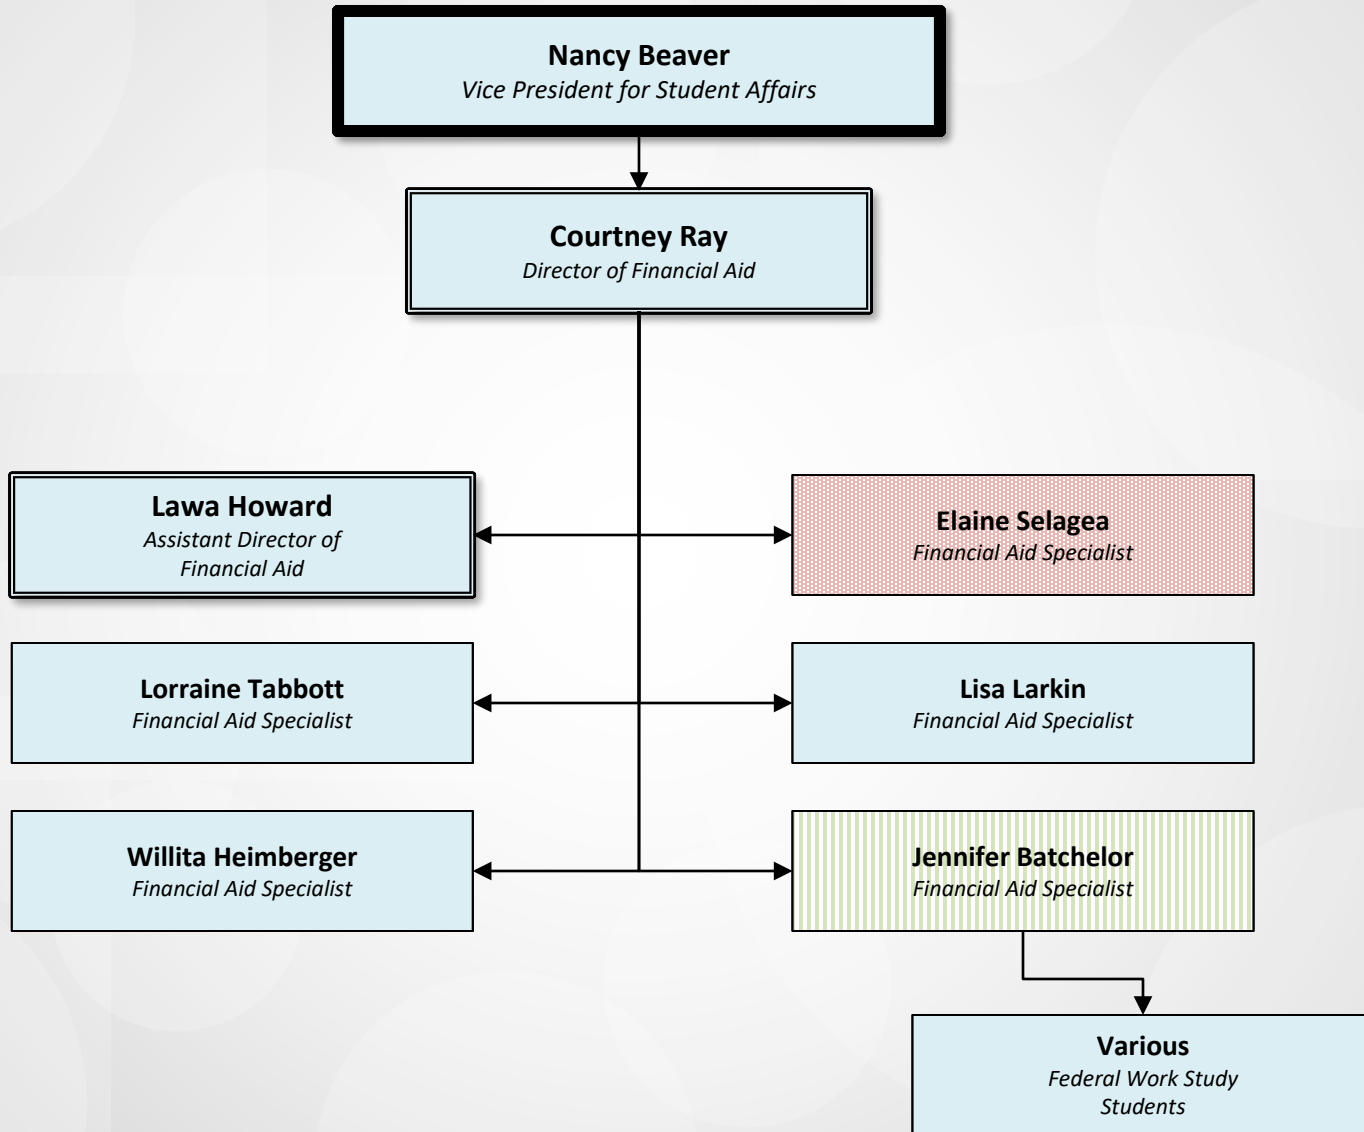 Nancy Beaver
Vice President for Student Affairs
Courtney Ray
Director of Financial Aid
Lawa Howard
Assistant Director of
Financial Aid
Elaine Selagea
Financial Aid Specialist
Lorraine Tabbott
Financial Aid Specialist
Lisa Larkin
Financial Aid Specialist
Willita Heimberger
Financial Aid Specialist
Jennifer Batchelor
Financial Aid Specialist
Various
Federal Work Study
Students